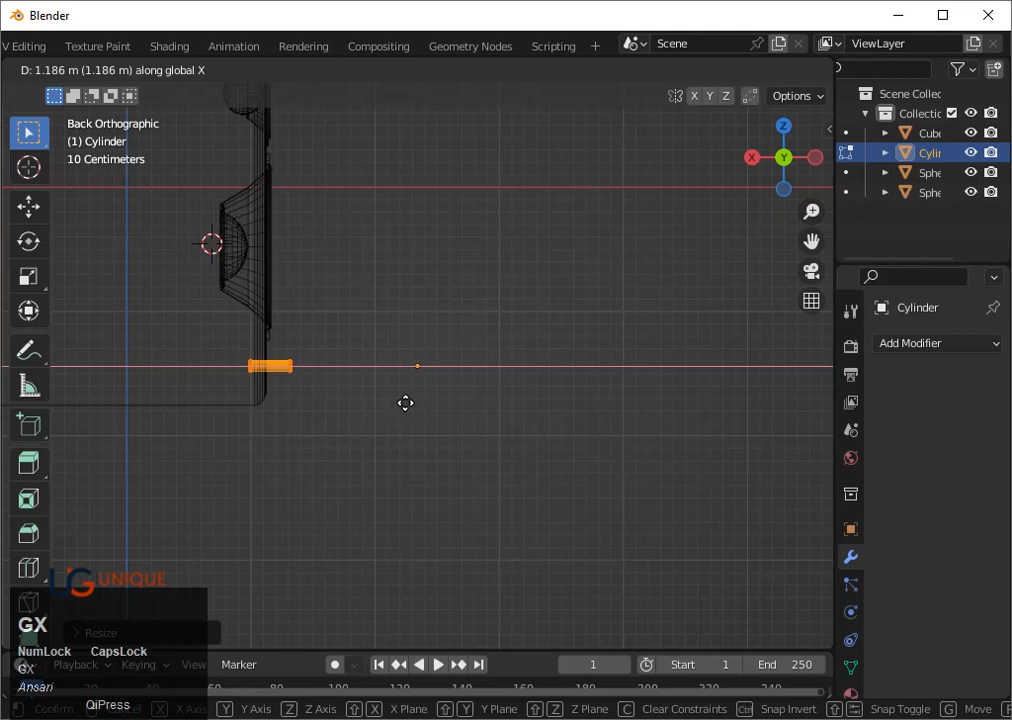 Blender
V Editing Texture Paint Shading Animation Rendering Compositing Geometry Nodes Scripting + Scene ViewLayer
D: 1.186 m (1.186 m) along global X
X Y Z Options
Back Orthographic
(1) Cylinder
10 Centimeters
Z
X Y
Scene Collec
Collectic
Cube
Cylir
Sphe
Sphe
Cylinder
Add Modifier
UG UNIQUE
GX
Resize
NumLock CapsLock
GX
Ansari
QiPress
Playback Keying View Marker 1 Start 1 End 250
Confirm X X Axis Y Y Axis Z Z Axis X X Plane Y Y Plane Z Z Plane C Clear Constraints Ctrl Snap Invert Snap Toggle G Move